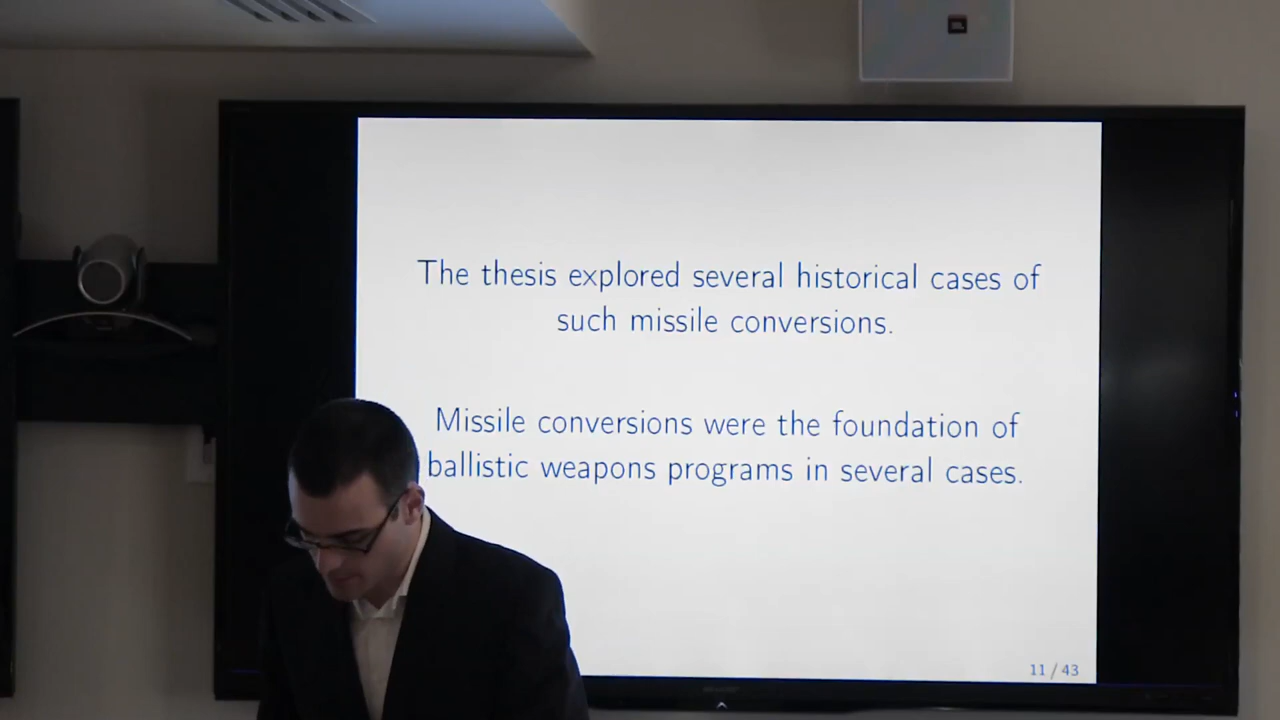 The thesis explored several historical cases of
such missile conversions.
Missile conversions were the foundation of
ballistic weapons programs in several cases.
11 / 43